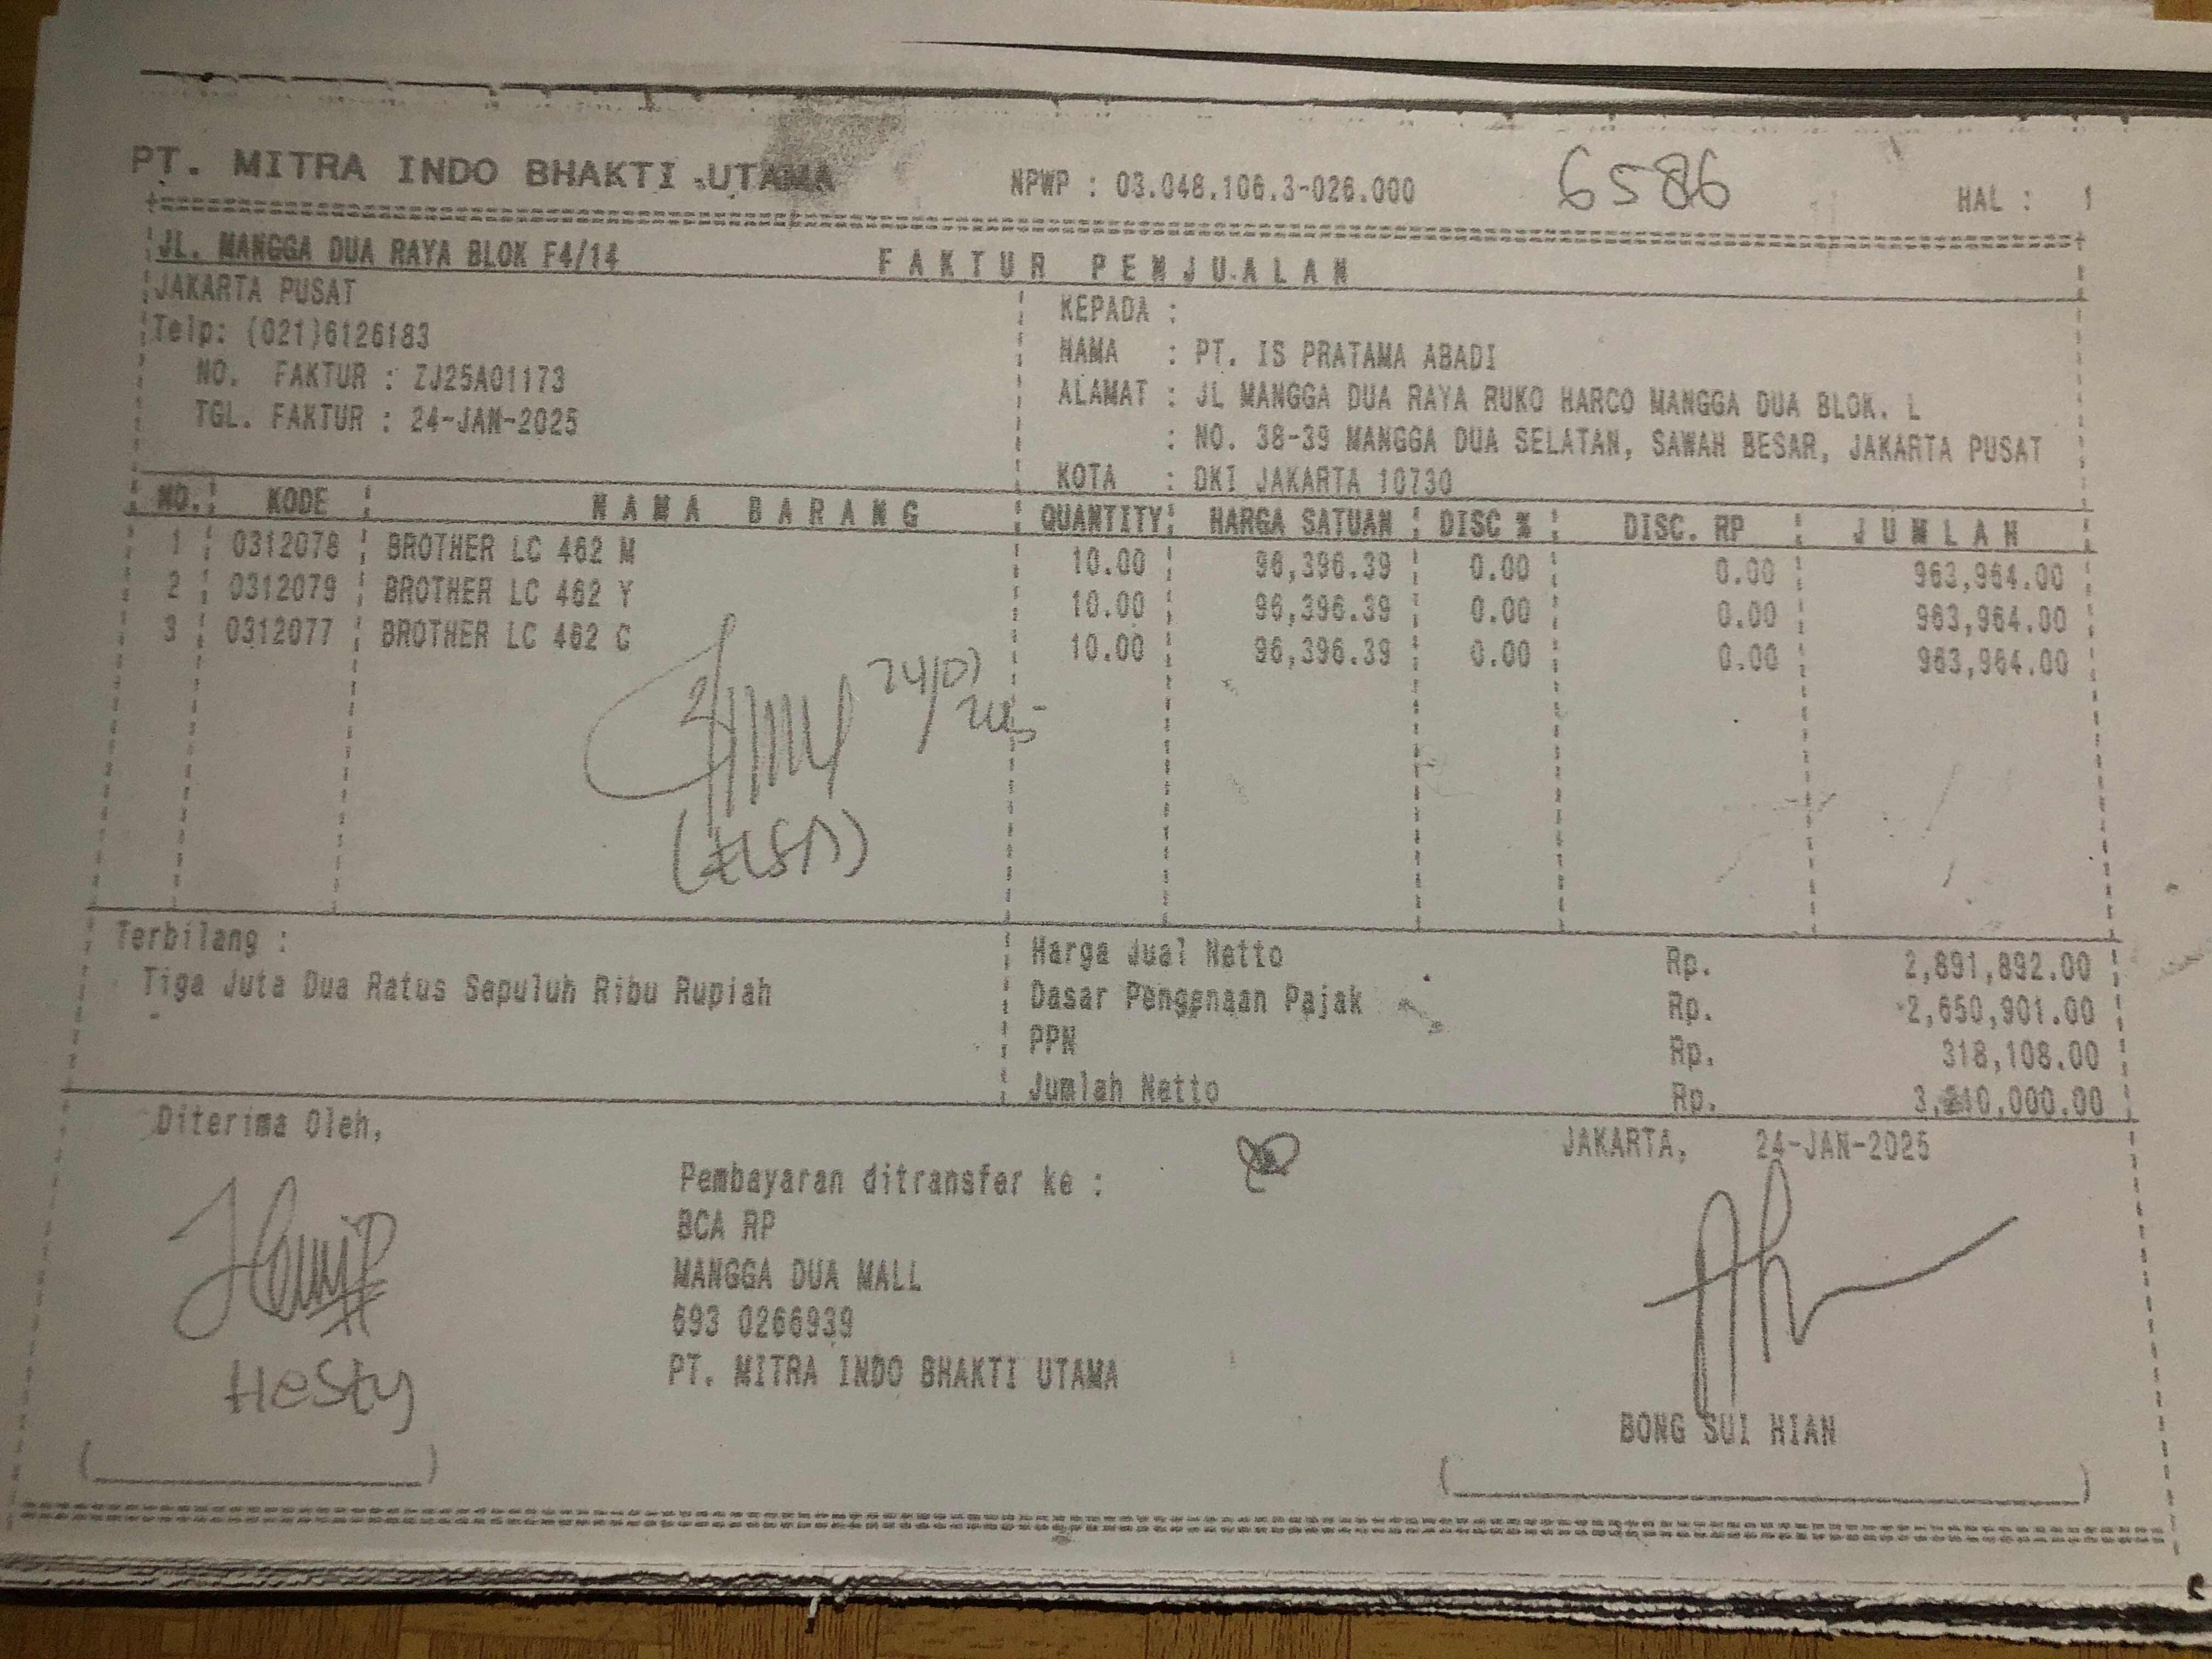 PT. MITRA INDO BHAKTI UTAMA NPWP : 03.048.106.3-026.000 6586 HAL : 1
JL. MANGGA DUA RAYA BLOK F4/14 FAKTUR PENJUALAN
JAKARTA PUSAT
Telp: (021)6126183
NO. FAKTUR : ZJ25A01173
TGL. FAKTUR : 24-JAN-2025
KEPADA :
NAMA : PT. IS PRATAMA ABADI
ALAMAT : JL MANGGA DUA RAYA RUKO HARCO MANGGA DUA BLOK. L
: NO. 38-39 MANGGA DUA SELATAN, SAWAH BESAR, JAKARTA PUSAT
KOTA : DKI JAKARTA 10730
NO. KODE NAMA BARANG QUANTITY HARGA SATUAN DISC % DISC. RP JUMLAH
1 0312078 BROTHER LC 462 M 10.00 96,396.39 0.00 0.00 963,964.00
2 0312079 BROTHER LC 462 Y 10.00 96,396.39 0.00 0.00 963,964.00
3 0312077 BROTHER LC 462 C 10.00 96,396.39 0.00 0.00 963,964.00
Terbilang :
Tiga Juta Dua Ratus Sepuluh Ribu Rupiah
Harga Jual Netto Rp. 2,891,892.00
Dasar Pengenaan Pajak Rp. 2,650,901.00
PPN Rp. 318,108.00
Jumlah Netto Rp. 3,210,000.00
Diterima Oleh,
Hesty
Pembayaran ditransfer ke :
BCA RP
MANGGA DUA MALL
693 0266939
PT. MITRA INDO BHAKTI UTAMA
JAKARTA, 24-JAN-2025
BONG SUI HIAN